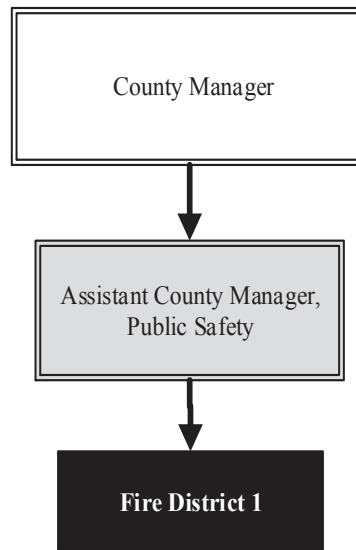 County Manager
Assistant County Manager,
Public Safety
Fire District 1